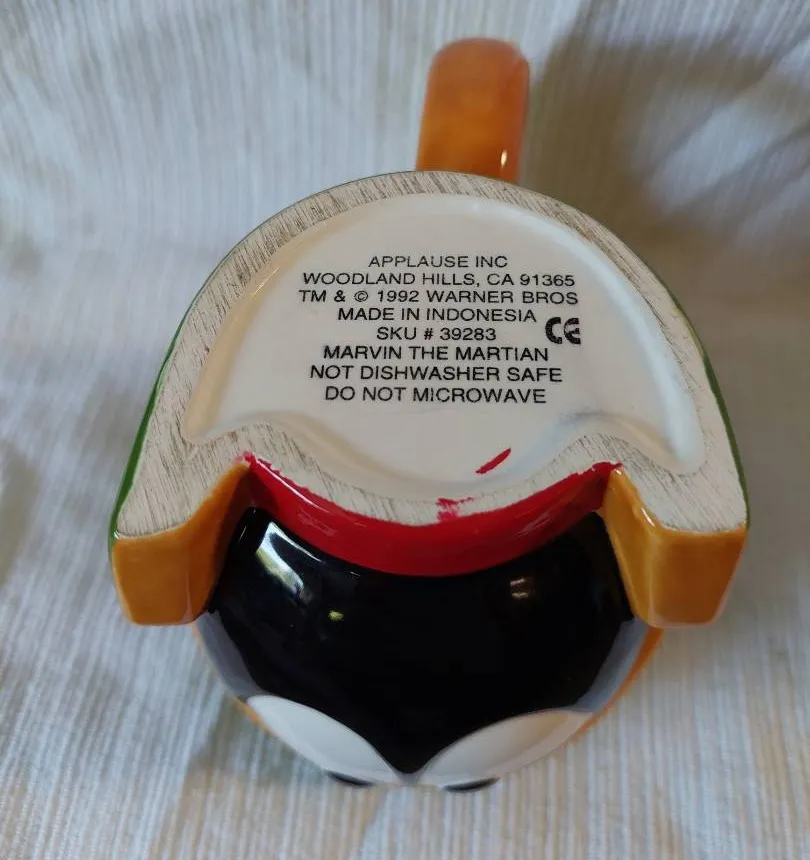 APPLAUSE INC
WOODLAND HILLS, CA 91365
TM & © 1992 WARNER BROS
MADE IN INDONESIA
SKU # 39283 CE
MARVIN THE MARTIAN
NOT DISHWASHER SAFE
DO NOT MICROWAVE